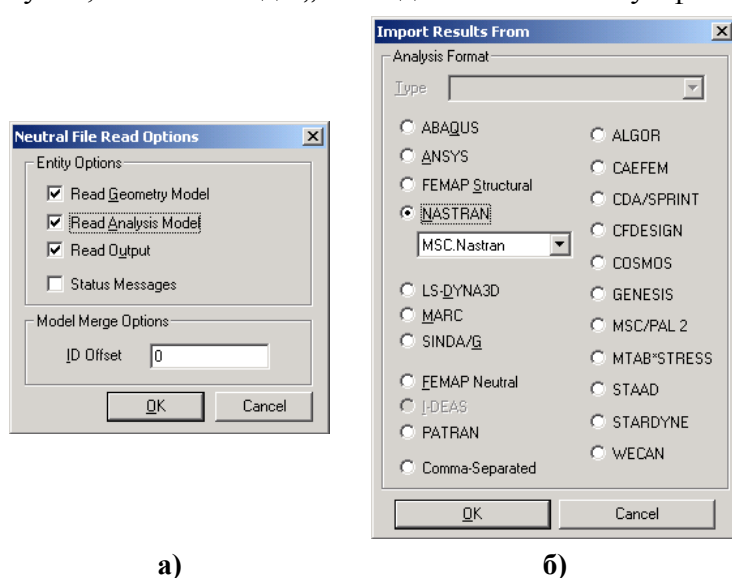 Neutral File Read Options
Entity Options
Read Geometry Model
Read Analysis Model
Read Output
Status Messages
Model Merge Options
ID Offset 0
OK Cancel
а)
Import Results From
Analysis Format
Type
ABAQUS
ANSYS
FEMAP Structural
NASTRAN
MSC.Nastran
LS-DYNA3D
MARC
SINDA/G
FEMAP Neutral
I-DEAS
PATRAN
Comma-Separated
ALGOR
CAEFEM
CDA/SPRINT
CFDESIGN
COSMOS
GENESIS
MSC/PAL 2
MTAB*STRESS
STAAD
STARDYNE
WECAN
OK Cancel
б)